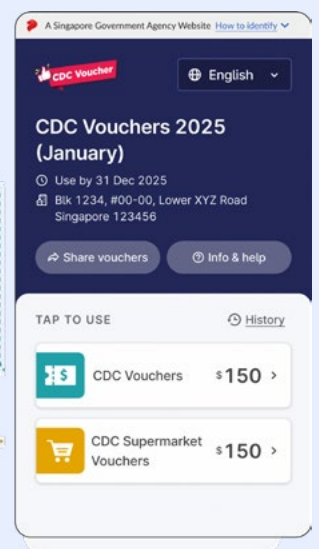 A Singapore Government Agency Website How to identify
CDC Voucher
English
CDC Vouchers 2025
(January)
Use by 31 Dec 2025
Blk 1234, #00-00, Lower XYZ Road
Singapore 123456
Share vouchers
Info & help
TAP TO USE
History
$
CDC Vouchers
$150
CDC Supermarket
Vouchers
$150